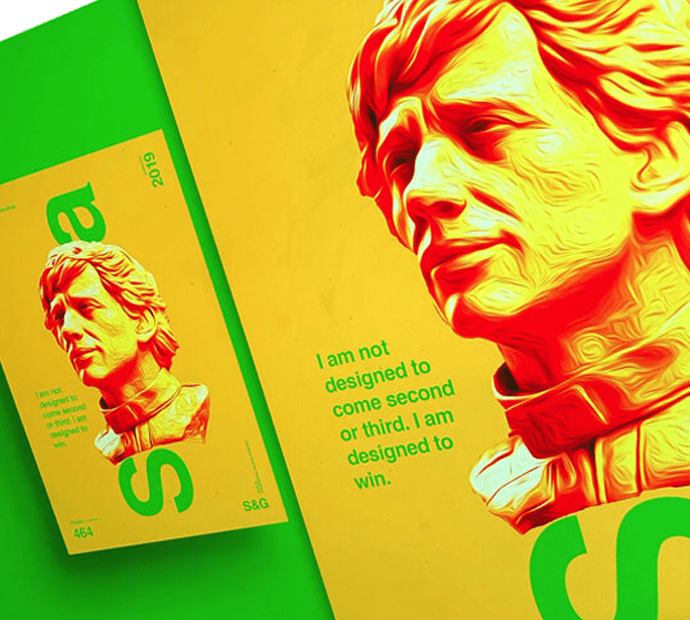 2019
a
I am not
designed to
come second
or third. I am
designed to
win.
S
464
S&G
I am not
designed to
come second
or third. I am
designed to
win.
S